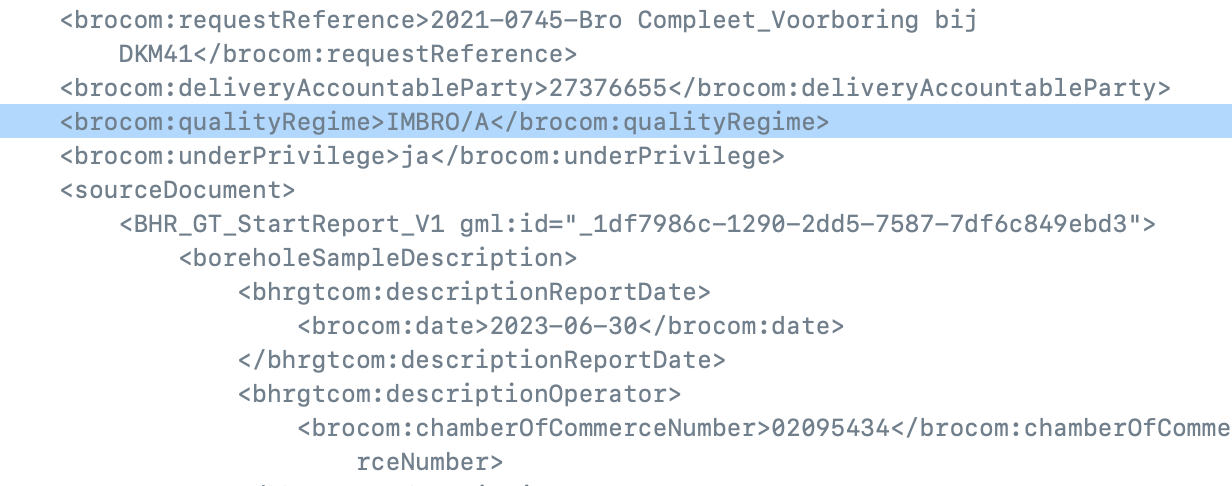 <brocom:requestReference>2021-0745-Bro Compleet_Voorboring bij
DKM41</brocom:requestReference>
<brocom:deliveryAccountableParty>27376655</brocom:deliveryAccountableParty>
<brocom:qualityRegime>IMBRO/A</brocom:qualityRegime>
<brocom:underPrivilege>ja</brocom:underPrivilege>
<sourceDocument>
<BHR_GT_StartReport_V1 gml:id="_1df7986c-1290-2dd5-7587-7df6c849ebd3">
<boreholeSampleDescription>
<bhrgtcom:descriptionReportDate>
<brocom:date>2023-06-30</brocom:date>
</bhrgtcom:descriptionReportDate>
<bhrgtcom:descriptionOperator>
<brocom:chamberOfCommerceNumber>02095434</brocom:chamberOfComme
rceNumber>